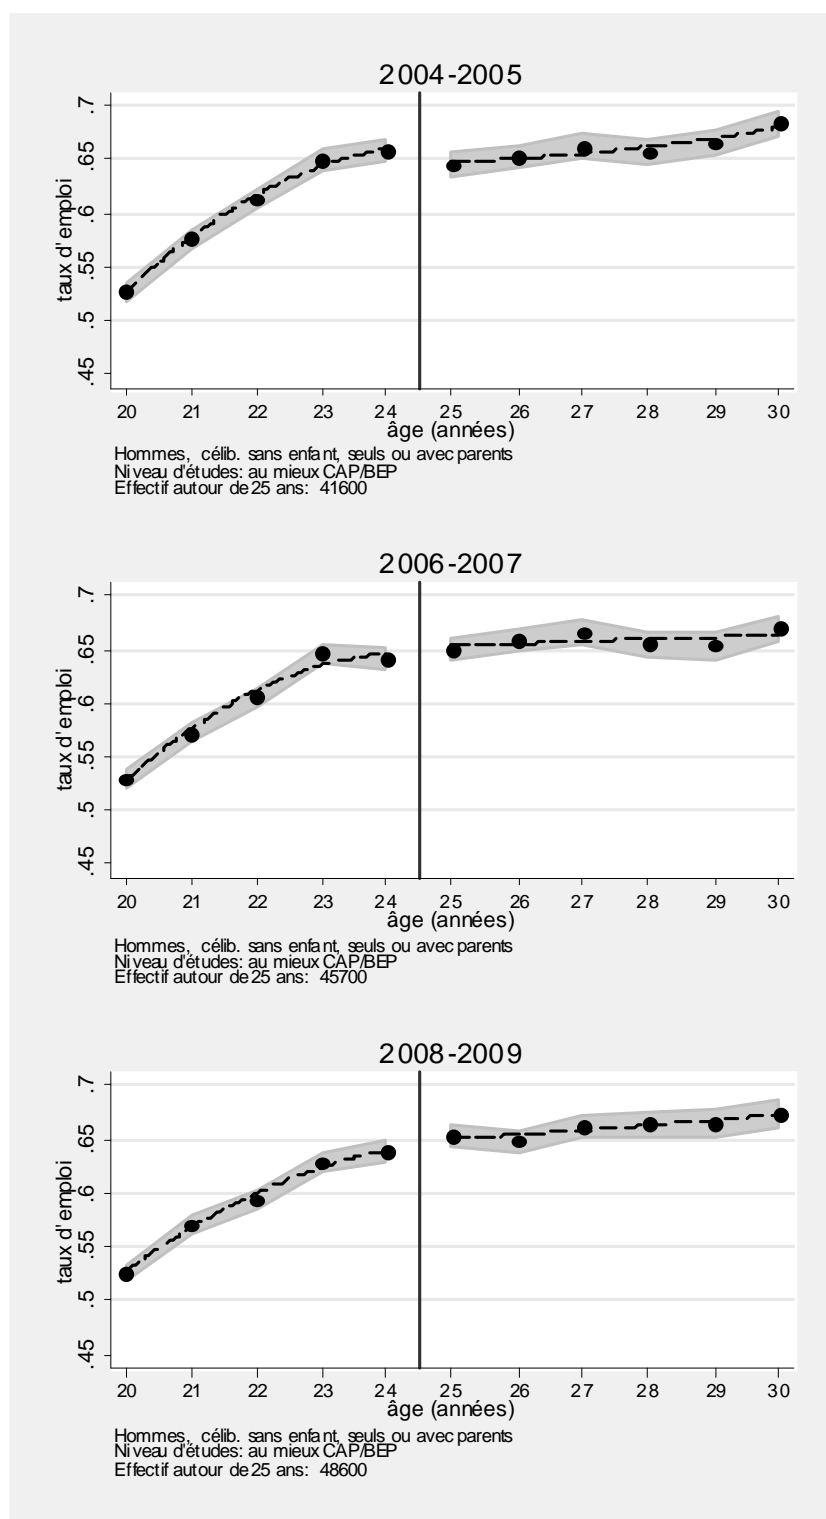 2004-2005
taux d'emploi
.7
.65
.6
.55
.5
.45
20 21 22 23 24 25 26 27 28 29 30
âge (années)
Hommes, célib. sans enfant, seuls ou avec parents
Niveau d'études: au mieux CAP/BEP
Effectif autour de 25 ans: 41600
2006-2007
taux d'emploi
.7
.65
.6
.55
.5
.45
20 21 22 23 24 25 26 27 28 29 30
âge (années)
Hommes, célib. sans enfant, seuls ou avec parents
Niveau d'études: au mieux CAP/BEP
Effectif autour de 25 ans: 45700
2008-2009
taux d'emploi
.7
.65
.6
.55
.5
.45
20 21 22 23 24 25 26 27 28 29 30
âge (années)
Hommes, célib. sans enfant, seuls ou avec parents
Niveau d'études: au mieux CAP/BEP
Effectif autour de 25 ans: 48600